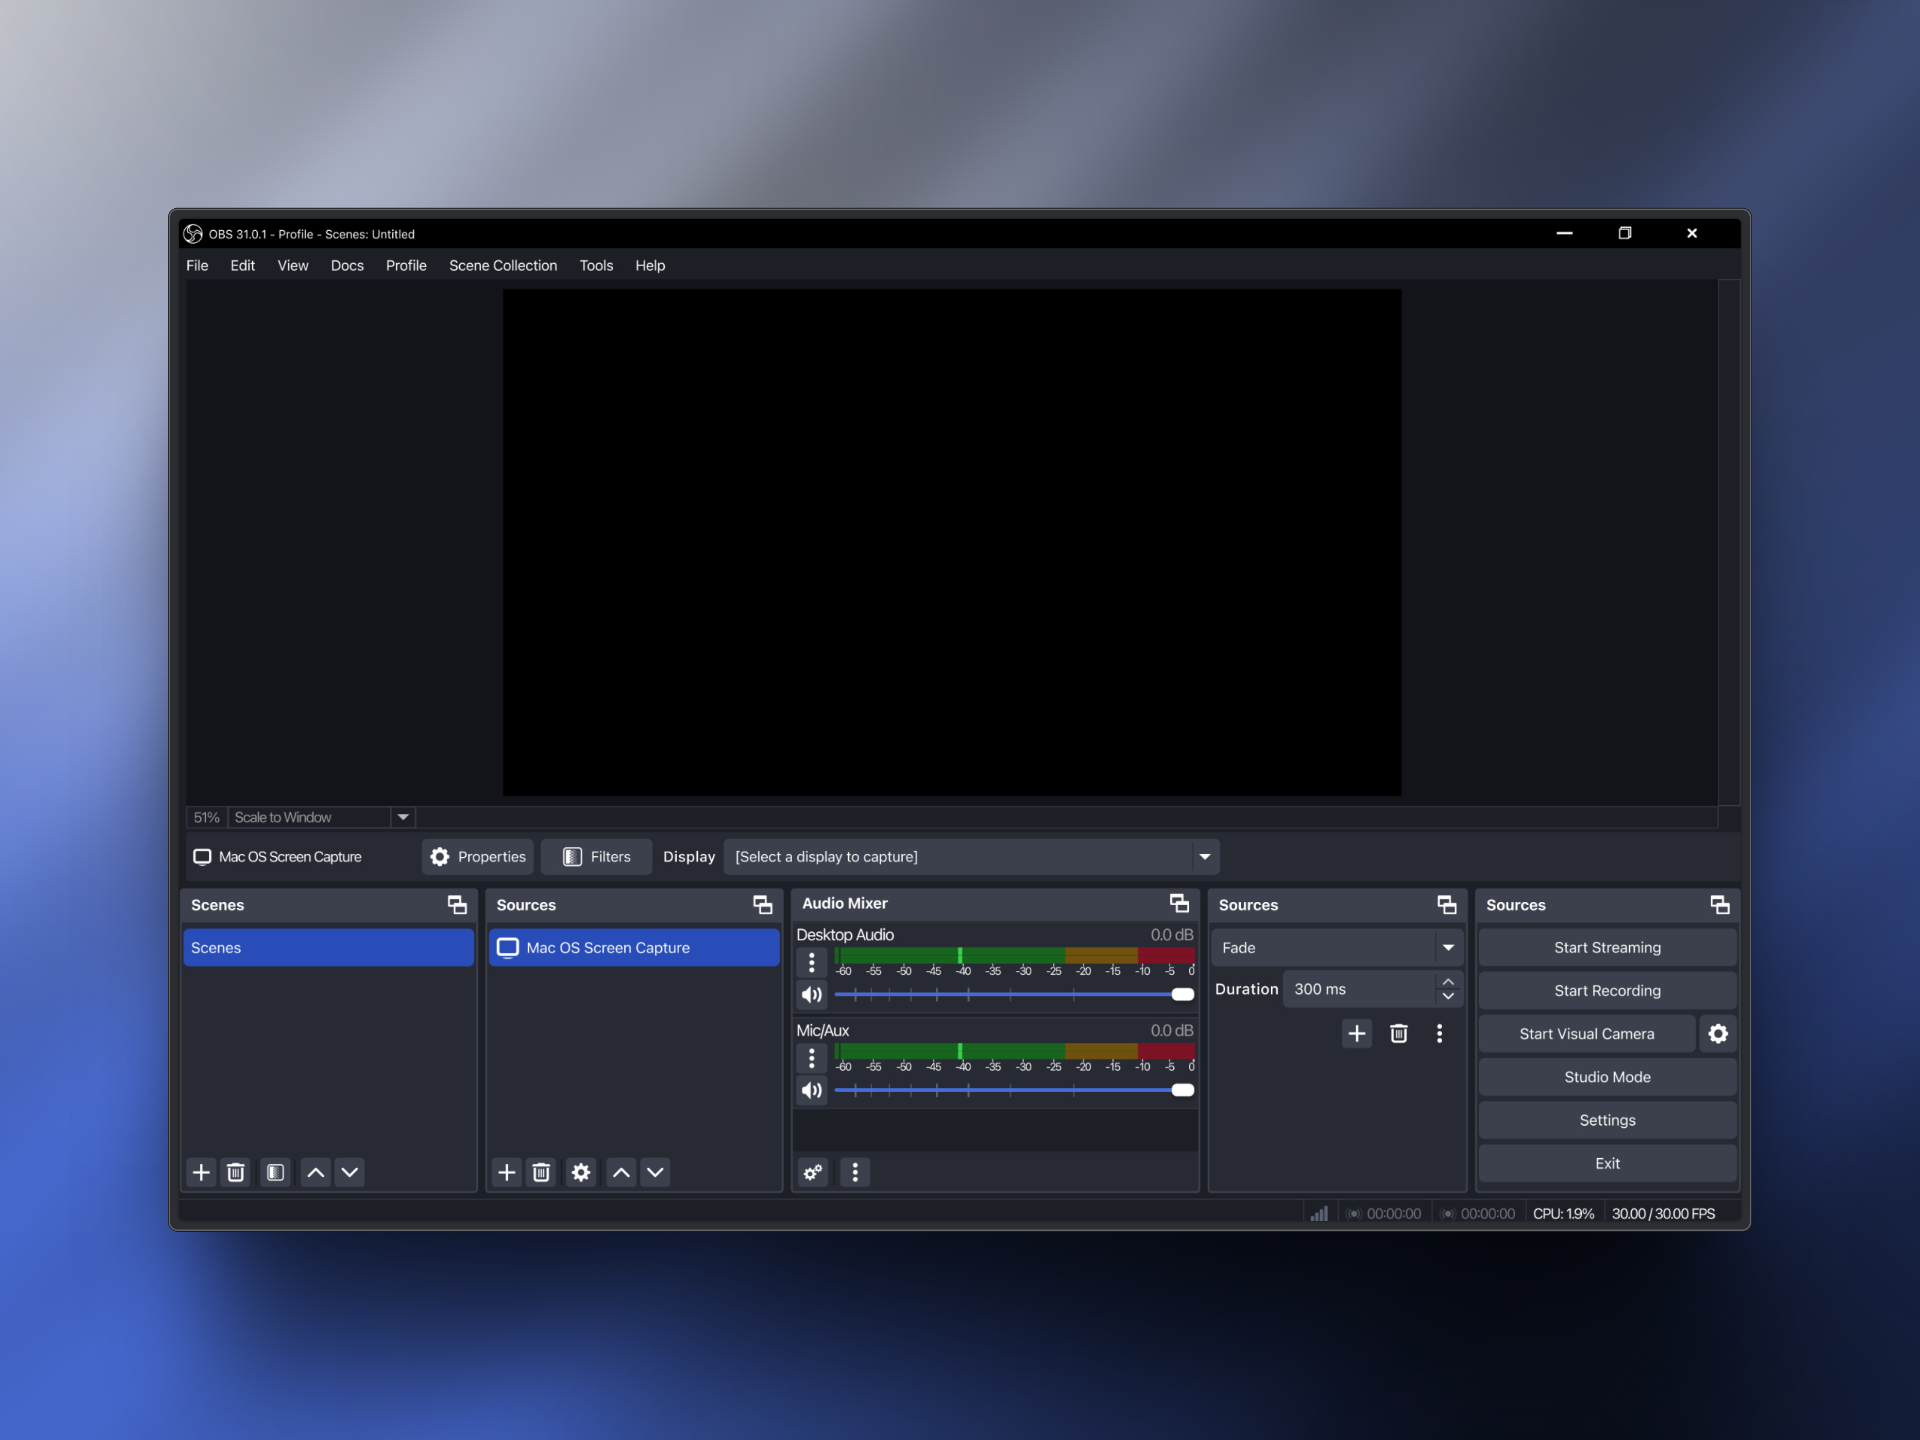 OBS 31.0.1 - Profile - Scenes: Untitled
File Edit View Docs Profile Scene Collection Tools Help
51% Scale to Window
Mac OS Screen Capture Properties Filters Display [Select a display to capture]
Scenes
Scenes
Sources
Mac OS Screen Capture
Audio Mixer
Desktop Audio 0.0 dB
-60 -55 -50 -45 -40 -35 -30 -25 -20 -15 -10 -5 0
Mic/Aux 0.0 dB
-60 -55 -50 -45 -40 -35 -30 -25 -20 -15 -10 -5 0
Sources
Fade
Duration 300 ms
Sources
Start Streaming
Start Recording
Start Visual Camera
Studio Mode
Settings
Exit
00:00:00 00:00:00 CPU: 1.9% 30.00 / 30.00 FPS